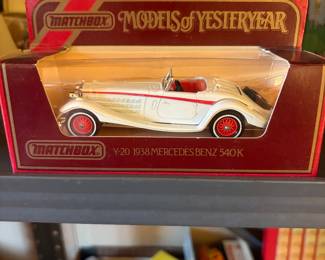 MATCHBOX
MODELS of YESTERYEAR
MATCHBOX
Y-20 1938 MERCEDES BENZ 540 K